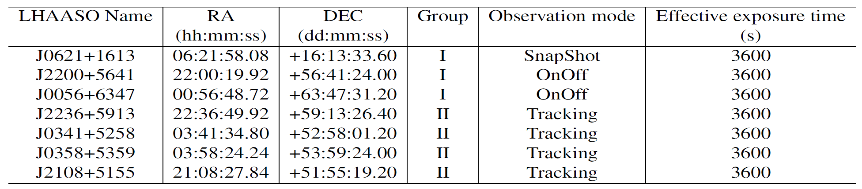 LHAASO Name RA DEC Group Observation mode Effective exposure time
(hh:mm:ss) (dd:mm:ss) (s)
J0621+1613 06:21:58.08 +16:13:33.60 I SnapShot 3600
J2200+5641 22:00:19.92 +56:41:24.00 I OnOff 3600
J0056+6347 00:56:48.72 +63:47:31.20 I OnOff 3600
J2236+5913 22:36:49.92 +59:13:26.40 II Tracking 3600
J0341+5258 03:41:34.80 +52:58:01.20 II Tracking 3600
J0358+5359 03:58:24.24 +53:59:24.00 II Tracking 3600
J2108+5155 21:08:27.84 +51:55:19.20 II Tracking 3600